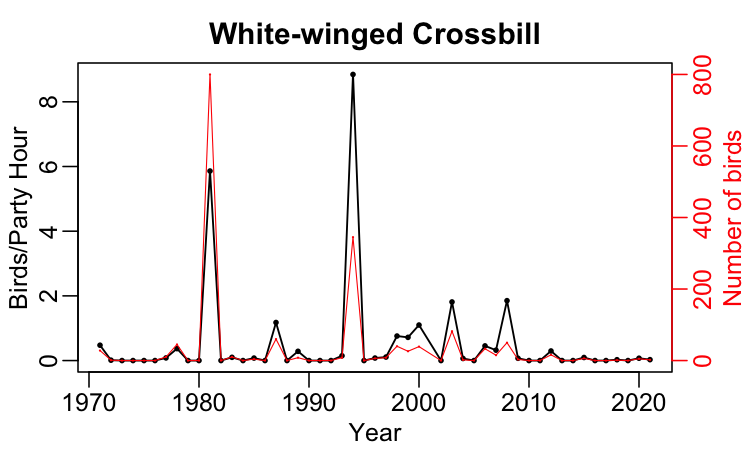 White-winged Crossbill
Birds/Party Hour
8
6
4
2
0
800
600
400
200
0
Number of birds
1970 1980 1990 2000 2010 2020
Year